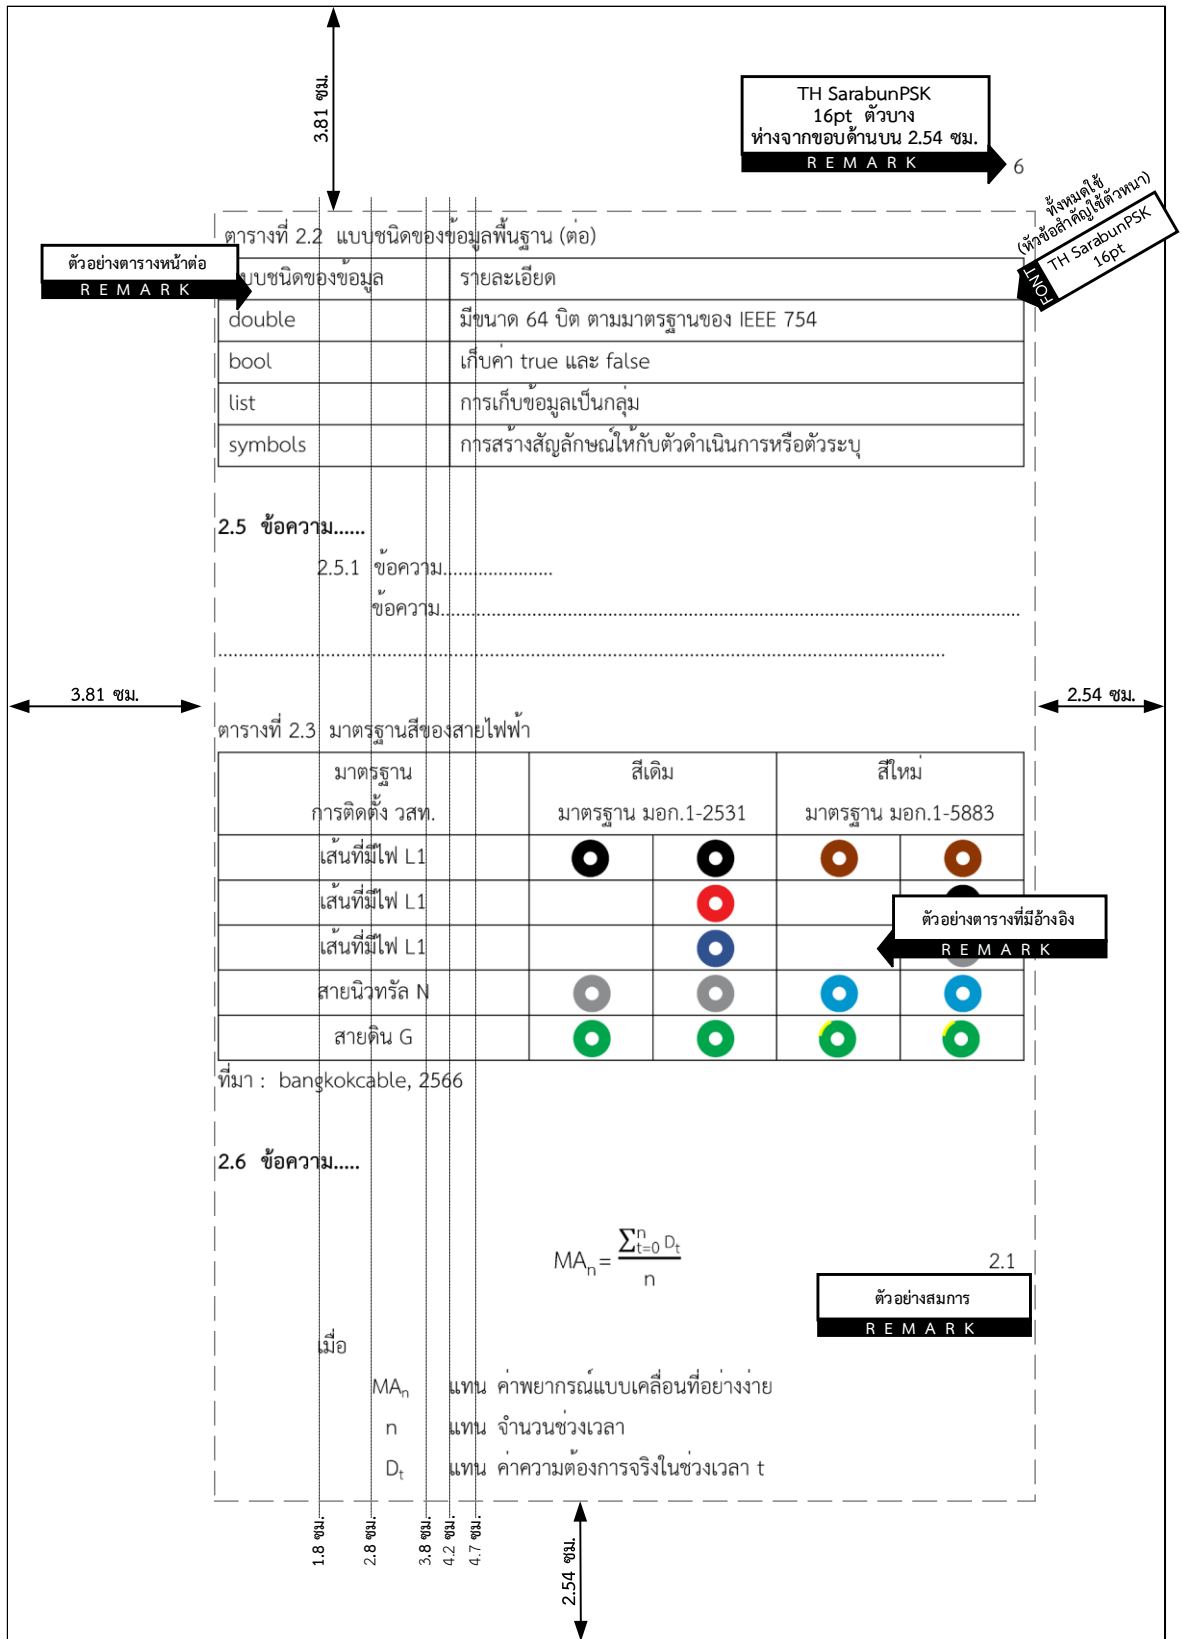 3.81 ซม.
TH SarabunPSK
16pt ตัวบาง
ห่างจากขอบด้านบน 2.54 ซม.
REMARK
6
ทั้งหมดใช้
(หัวข้อสำคัญใช้ตัวหนา)
TH SarabunPSK
16pt
FONT
ตารางที่ 2.2 แบบชนิดของข้อมูลพื้นฐาน (ต่อ)
ตัวอย่างตารางหน้าต่อ
REMARK
บบชนิดของข้อมูล รายละเอียด
double มีขนาด 64 บิต ตามมาตรฐานของ IEEE 754
bool เก็บค่า true และ false
list การเก็บข้อมูลเป็นกลุ่ม
symbols การสร้างสัญลักษณ์ให้กับตัวดำเนินการหรือตัวระบุ
2.5 ข้อความ......
2.5.1 ข้อความ.....................
ข้อความ...............................................................................................................
...........................................................................................................................................
3.81 ซม.
2.54 ซม.
ตารางที่ 2.3 มาตรฐานสีของสายไฟฟ้า
มาตรฐาน สีเดิม สีใหม่
การติดตั้ง วสท. มาตรฐาน มอก.1-2531 มาตรฐาน มอก.1-5883
เส้นที่มีไฟ L1
เส้นที่มีไฟ L1
ตัวอย่างตารางที่มีอ้างอิง
REMARK
เส้นที่มีไฟ L1
สายนิวทรัล N
สายดิน G
ที่มา : bangkokcable, 2566
2.6 ข้อความ.....
MAₙ = ∑ⁿₜ₌₀ Dₜ / n 2.1
ตัวอย่างสมการ
REMARK
เมื่อ
MAₙ แทน ค่าพยากรณ์แบบเคลื่อนที่อย่างง่าย
n แทน จำนวนช่วงเวลา
Dₜ แทน ค่าความต้องการจริงในช่วงเวลา t
1.8 ซม. 2.8 ซม. 3.8 ซม. 4.2 ซม. 4.7 ซม.
2.54 ซม.